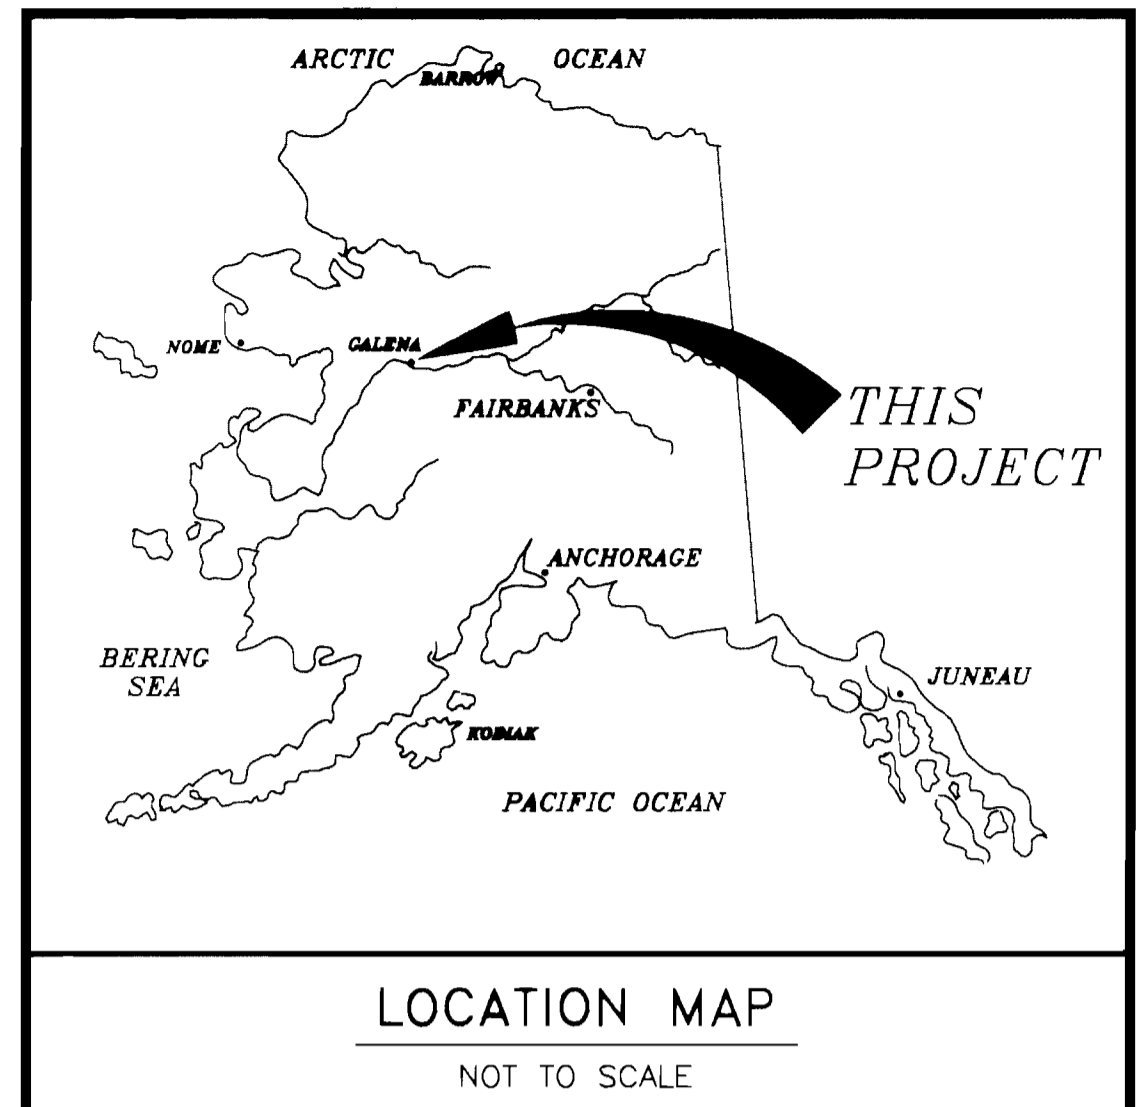 ARCTIC OCEAN
BARROW
NOME
GALENA
FAIRBANKS
THIS
PROJECT
ANCHORAGE
BERING
SEA
JUNEAU
KODIAK
PACIFIC OCEAN
LOCATION MAP
NOT TO SCALE